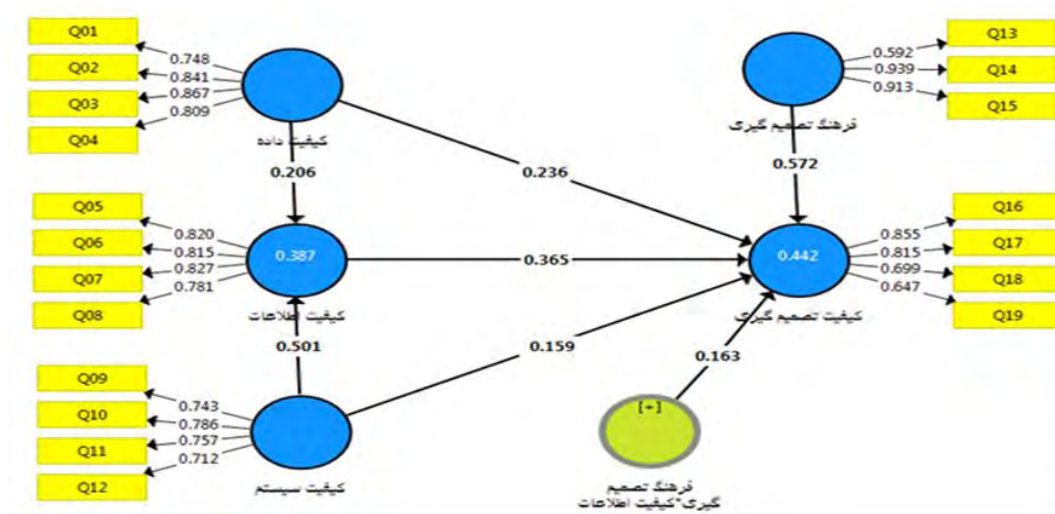 Q01
Q02
Q03
Q04
0.748
0.841
0.867
0.809
کیفیت داده
Q13
Q14
Q15
0.592
0.939
0.913
فرهنگ تصمیم گیری
0.206
0.236
0.572
Q05
Q06
Q07
Q08
0.820
0.815
0.827
0.781
0.387
کیفیت اطلاعات
0.365
0.442
کیفیت تصمیم گیری
0.855
0.815
0.699
0.647
Q16
Q17
Q18
Q19
0.501
0.159
0.163
Q09
Q10
Q11
Q12
0.743
0.786
0.757
0.712
کیفیت سیستم
[+]
فرهنگ تصمیم
گیری*کیفیت اطلاعات